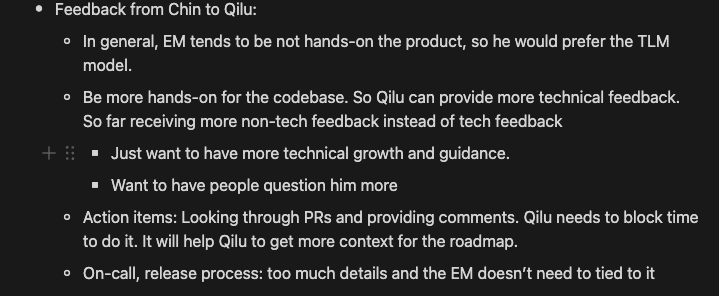 Feedback from Chin to Qilu:
In general, EM tends to be not hands-on the product, so he would prefer the TLM
model.
Be more hands-on for the codebase. So Qilu can provide more technical feedback.
So far receiving more non-tech feedback instead of tech feedback
Just want to have more technical growth and guidance.
Want to have people question him more
Action items: Looking through PRs and providing comments. Qilu needs to block time
to do it. It will help Qilu to get more context for the roadmap.
On-call, release process: too much details and the EM doesn’t need to tied to it